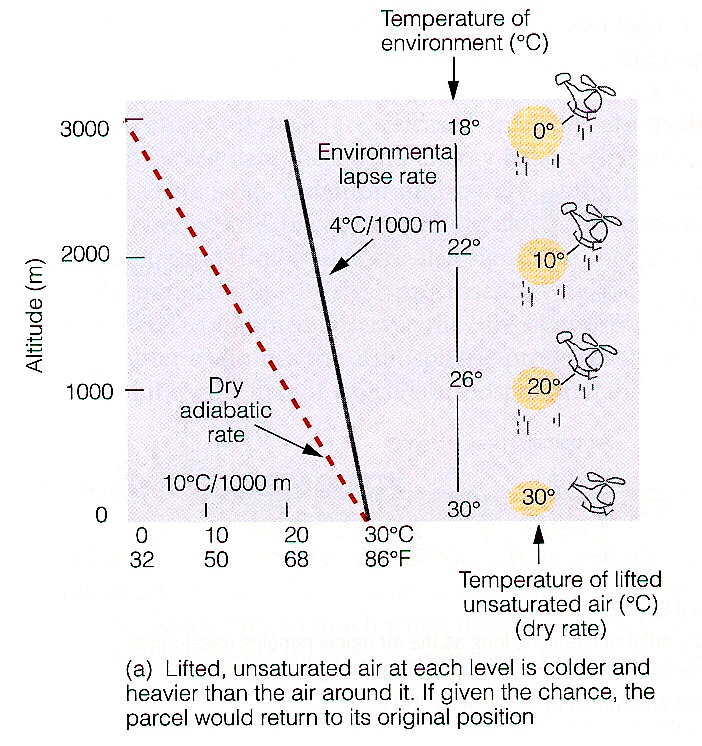 Temperature of
environment (°C)
3000
18°
0°
Environmental
lapse rate
4°C/1000 m
2000
22°
10°
Altitude (m)
1000
26°
20°
Dry
adiabatic
rate
10°C/1000 m
0
30°
30°
0 10 20 30°C
32 50 68 86°F
Temperature of lifted
unsaturated air (°C)
(dry rate)
(a) Lifted, unsaturated air at each level is colder and
heavier than the air around it. If given the chance, the
parcel would return to its original position